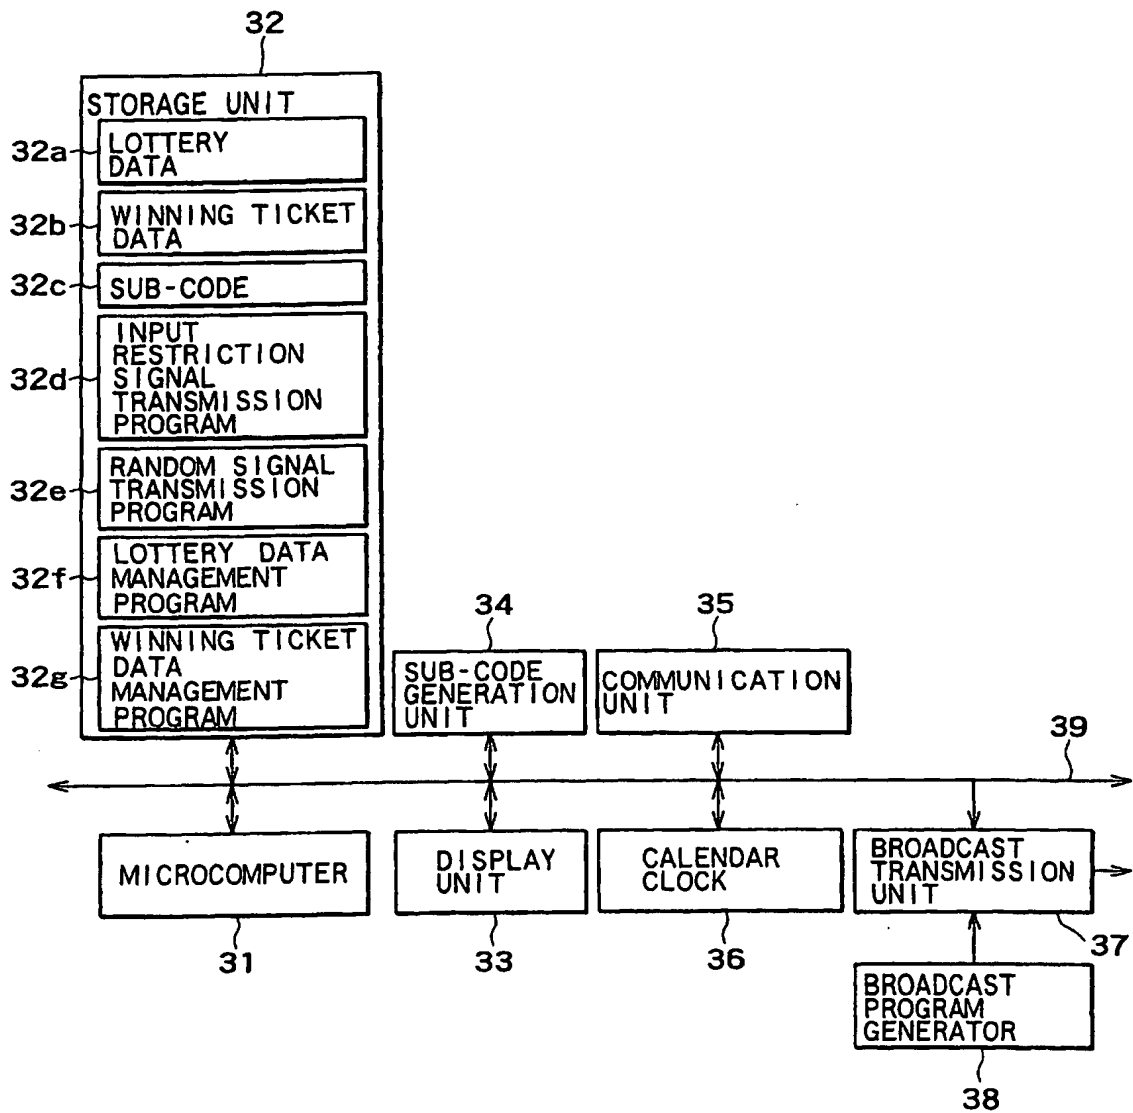 32
STORAGE UNIT
32a
LOTTERY
DATA
32b
WINNING TICKET
DATA
32c
SUB-CODE
32d
INPUT
RESTRICTION
SIGNAL
TRANSMISSION
PROGRAM
32e
RANDOM SIGNAL
TRANSMISSION
PROGRAM
32f
LOTTERY DATA
MANAGEMENT
PROGRAM
32g
WINNING TICKET
DATA
MANAGEMENT
PROGRAM
34
SUB-CODE
GENERATION
UNIT
35
COMMUNICATION
UNIT
39
MICROCOMPUTER
31
DISPLAY
UNIT
33
CALENDAR
CLOCK
36
BROADCAST
TRANSMISSION
UNIT
37
BROADCAST
PROGRAM
GENERATOR
38